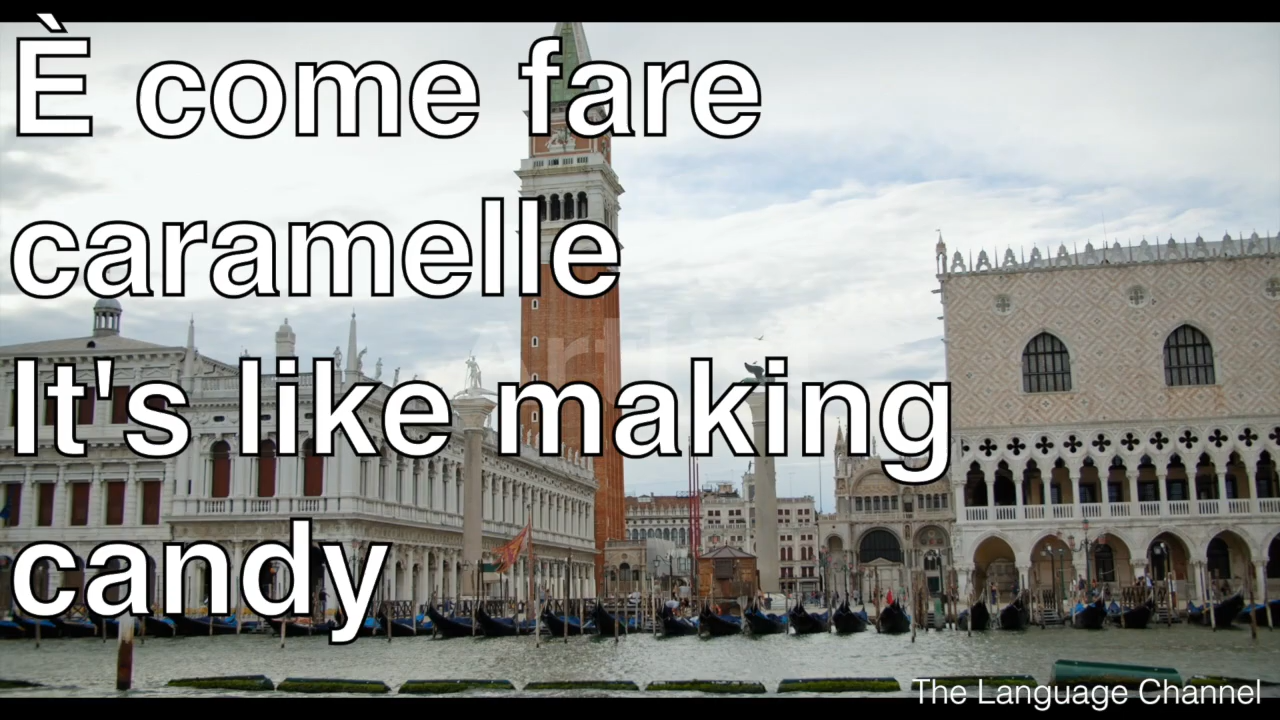 È come fare
caramelle
It's like making
candy
The Language Channel